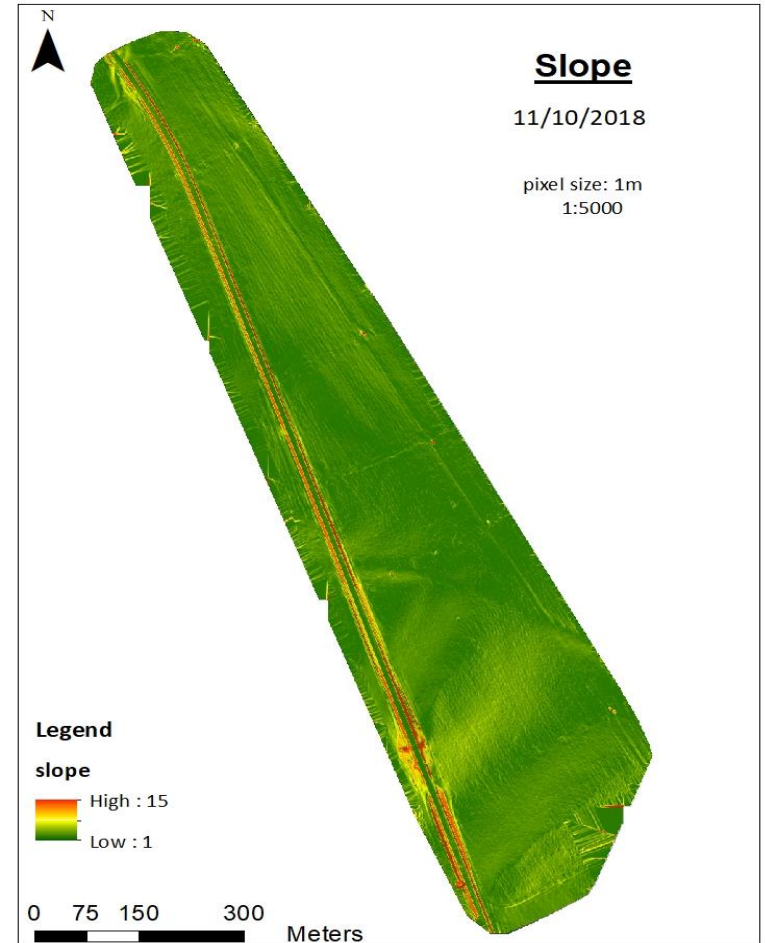 N
Slope
11/10/2018
pixel size: 1m
1:5000
Legend
slope
High : 15
Low : 1
0 75 150 300
Meters